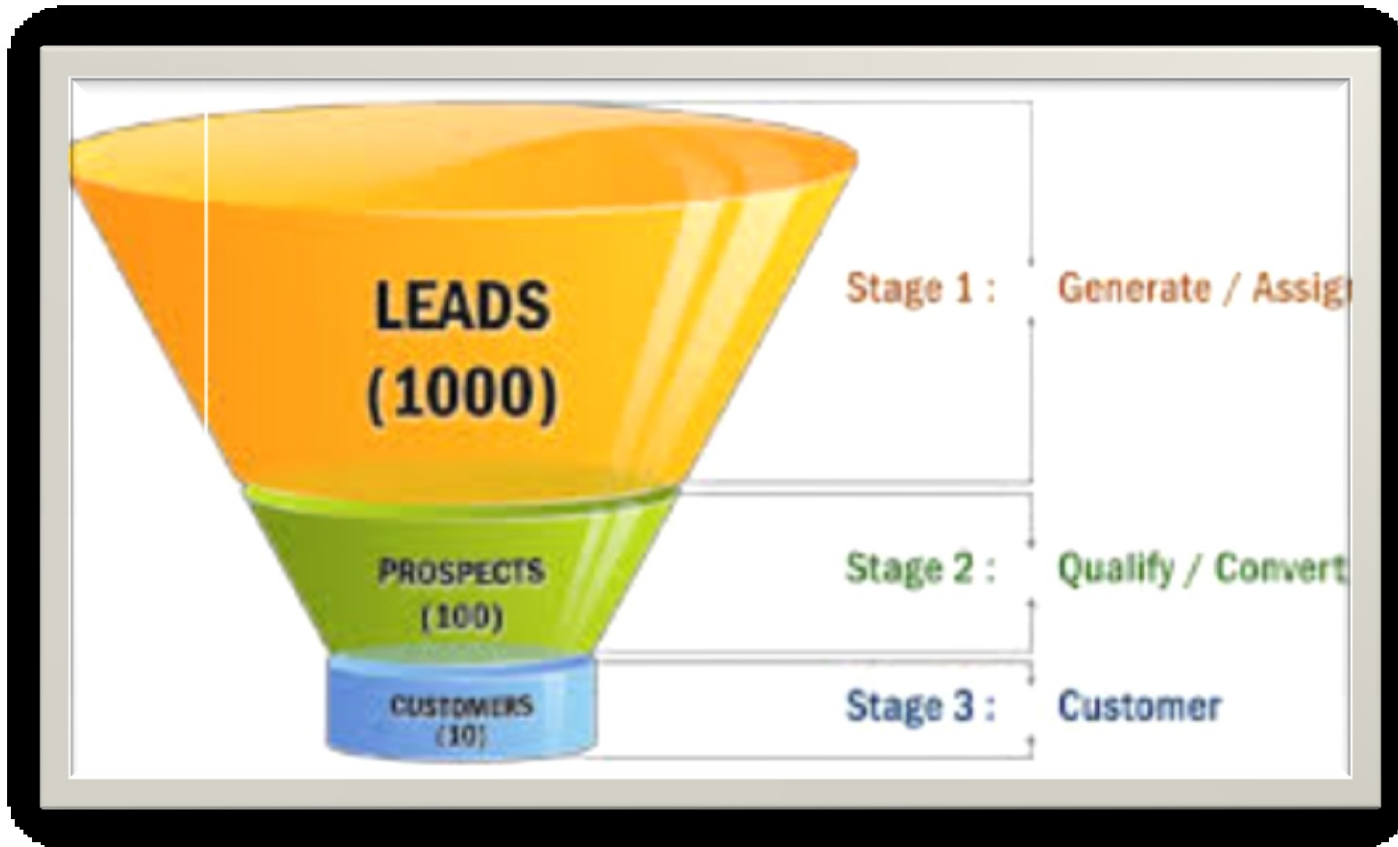 LEADS
(1000)
Stage 1 : Generate / Assig
PROSPECTS
(100)
Stage 2 : Qualify / Convert
CUSTOMERS
(10)
Stage 3 : Customer